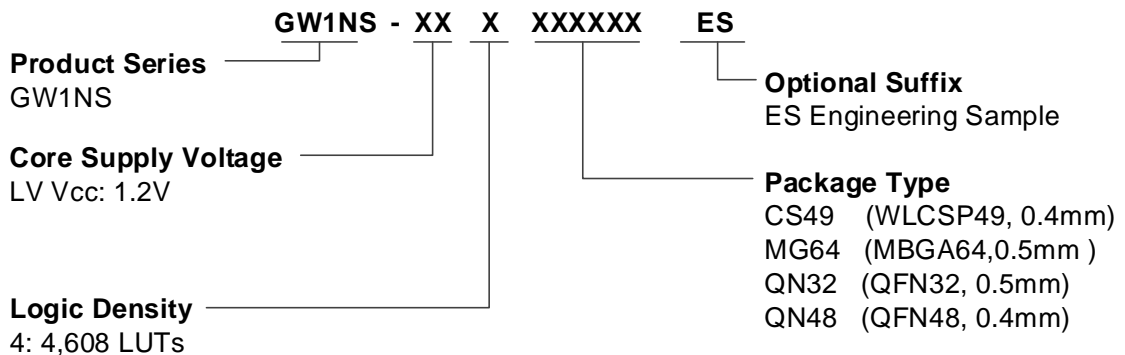 GW1NS - XX X XXXXXX ES
Product Series
GW1NS
Core Supply Voltage
LV Vcc: 1.2V
Logic Density
4: 4,608 LUTs
Optional Suffix
ES Engineering Sample
Package Type
CS49 (WLCSP49, 0.4mm)
MG64 (MBGA64,0.5mm )
QN32 (QFN32, 0.5mm)
QN48 (QFN48, 0.4mm)